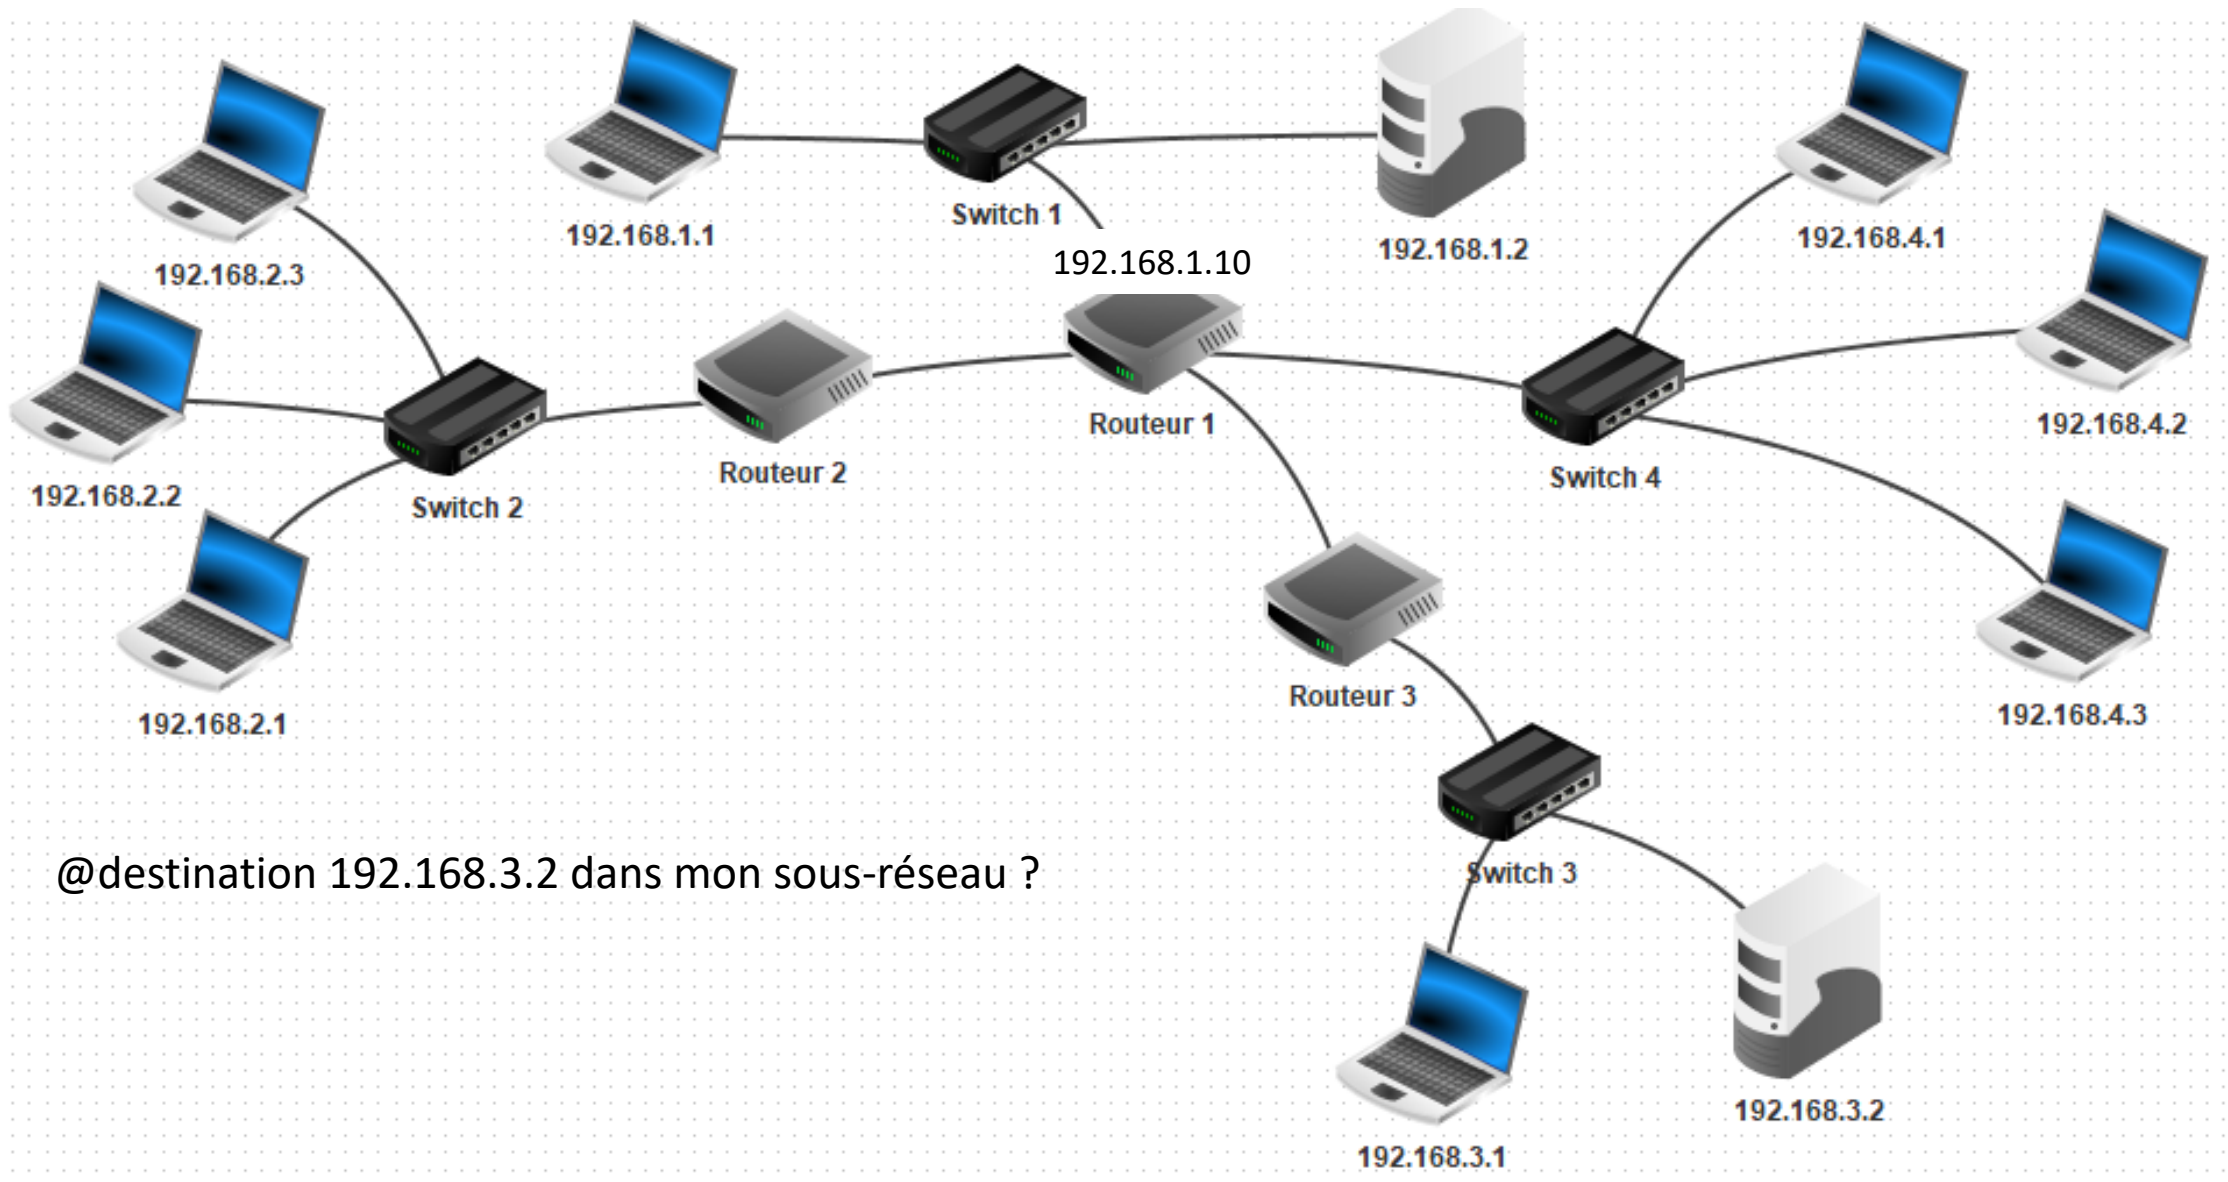 192.168.1.1
Switch 1
192.168.1.2
192.168.4.1
192.168.2.3
192.168.1.10
192.168.4.2
192.168.2.2
Routeur 1
Routeur 2
Switch 2
Switch 4
192.168.2.1
Routeur 3
192.168.4.3
@destination 192.168.3.2 dans mon sous-réseau ?
Switch 3
192.168.3.2
192.168.3.1